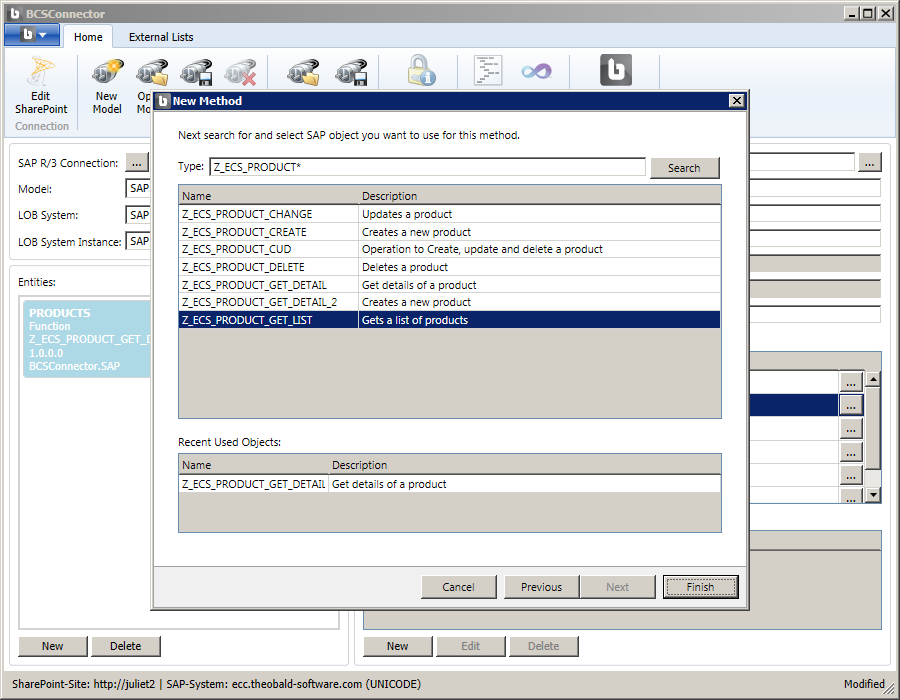 BCSConnector
Home
External Lists
Edit
SharePoint
Connection
New
Model
Op
Mo
New Method
Next search for and select SAP object you want to use for this method.
Type: Z_ECS_PRODUCT* Search
Name Description
Z_ECS_PRODUCT_CHANGE Updates a product
Z_ECS_PRODUCT_CREATE Creates a new product
Z_ECS_PRODUCT_CUD Operation to Create, update and delete a product
Z_ECS_PRODUCT_DELETE Deletes a product
Z_ECS_PRODUCT_GET_DETAIL Get details of a product
Z_ECS_PRODUCT_GET_DETAIL_2 Creates a new product
Z_ECS_PRODUCT_GET_LIST Gets a list of products
Recent Used Objects:
Name Description
Z_ECS_PRODUCT_GET_DETAIL Get details of a product
Cancel Previous Next Finish
SAP R/3 Connection: ...
Model: SAP
LOB System: SAP
LOB System Instance: SAP
Entities:
PRODUCTS
Function
Z_ECS_PRODUCT_GET_D
1.0.0.0
BCSConnector.SAP
...
...
...
...
...
...
...
New Delete
New Edit Delete
SharePoint-Site: http://juliet2 | SAP-System: ecc.theobald-software.com (UNICODE)
Modified